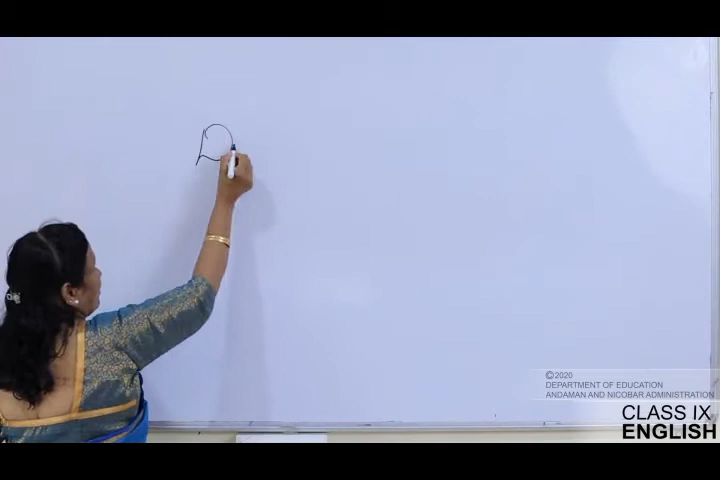 ©2020
DEPARTMENT OF EDUCATION
ANDAMAN AND NICOBAR ADMINISTRATION
CLASS IX
ENGLISH